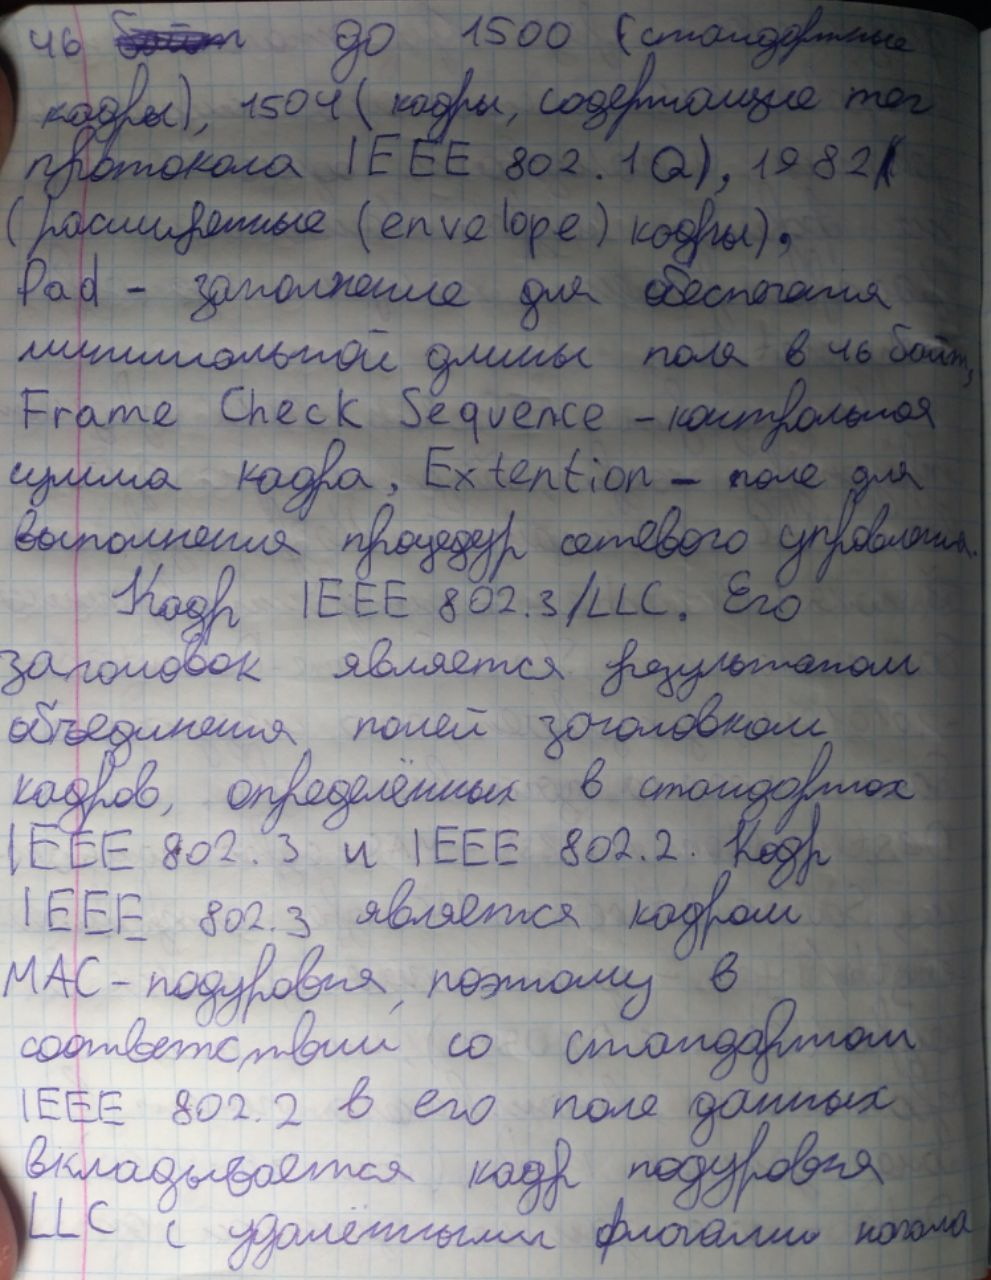 46 до 1500 (стандартные
кадры), 1504 (кадры, содержащие тег
протокола IEEE 802.1Q), 1982
(расширенные (envelope) кадры).
Pad - заполнение для обеспечения
минимальной длины поля в 46 байт,
Frame Check Sequence - контрольная
сумма кадра, Extention - поле для
выполнения процедур сетевого управления.
Кадр IEEE 802.3/LLC. Его
заголовок является результатом
объединения полей заголовком
кадров, определённых в стандартах
IEEE 802.3 и IEEE 802.2. Кадр
IEEE 802.3 является кадром
MAC-подуровня, поэтому в
соответствии со стандартом
IEEE 802.2 в его поле данных
вкладывается кадр подуровня
LLC с удалёнными флагами начала